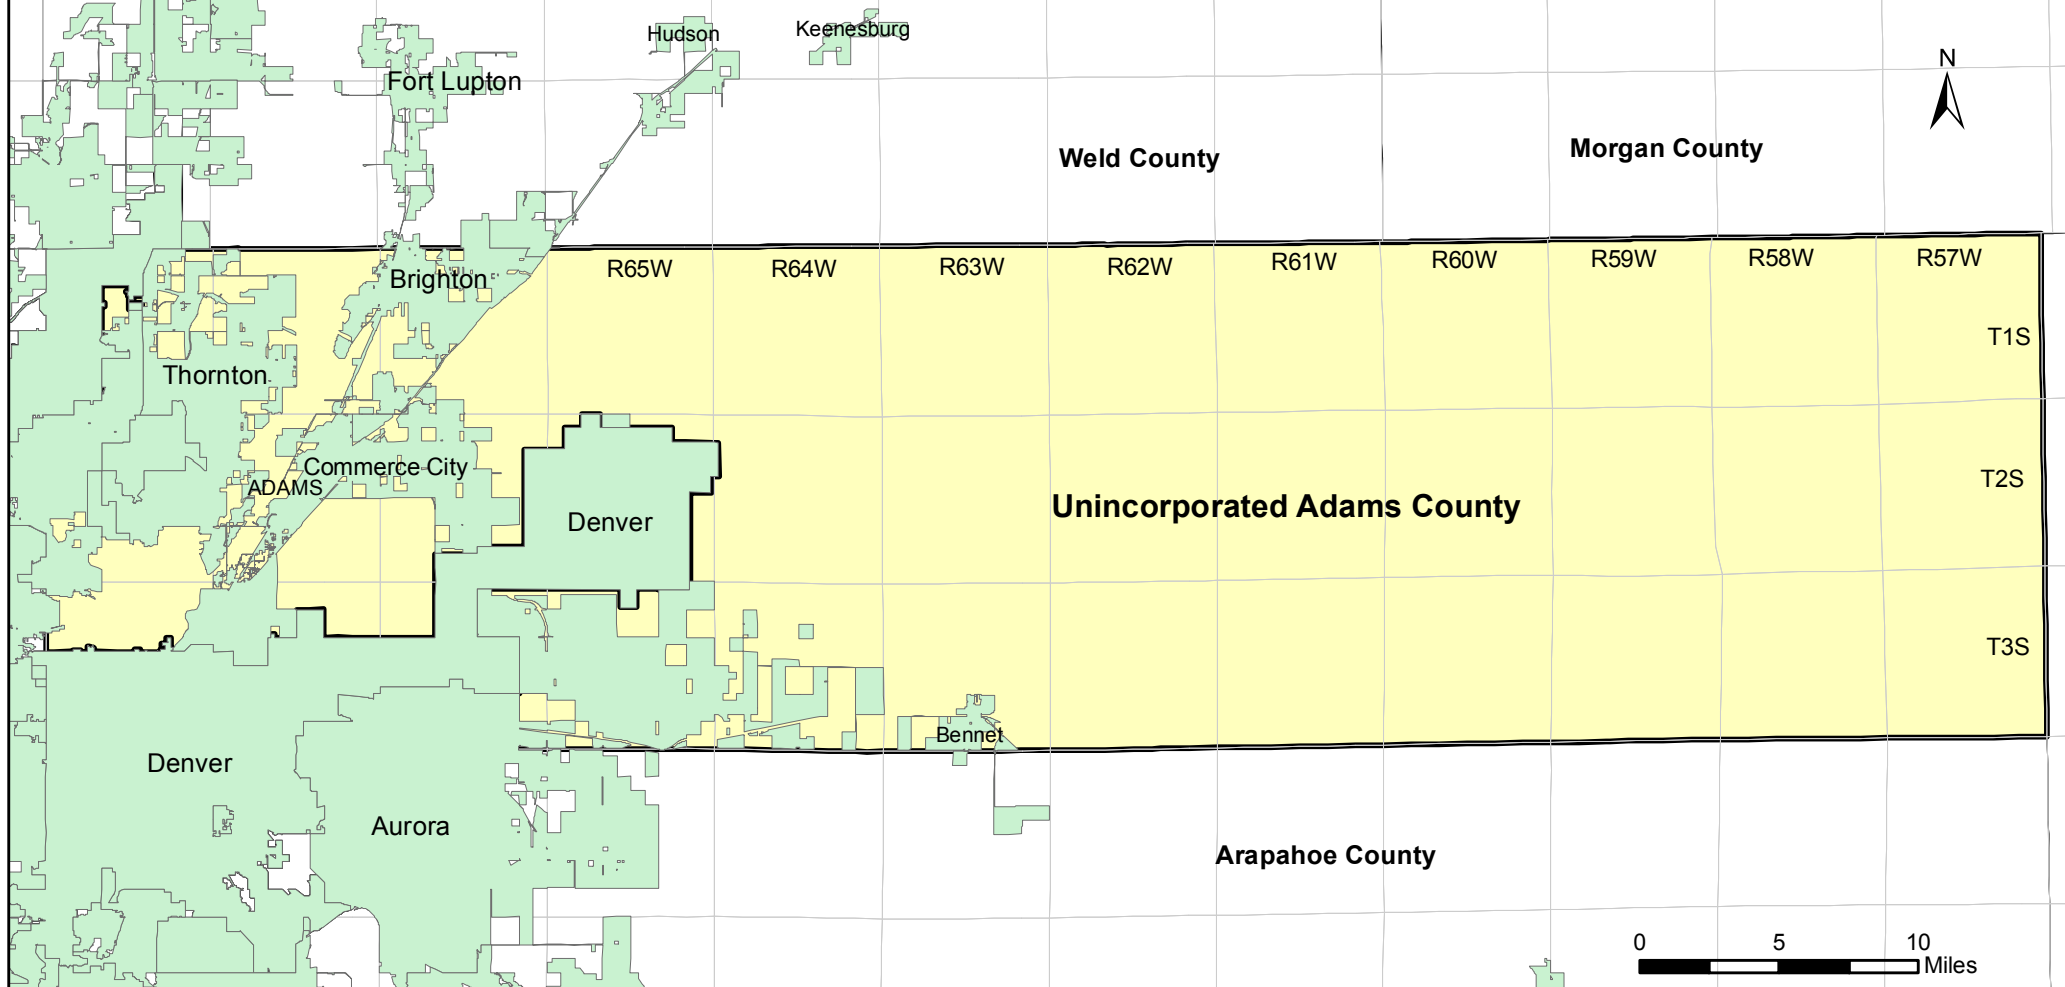 Hudson
Keenesburg
N
Fort Lupton
Weld County
Morgan County
R65W
R64W
R63W
R62W
R61W
R60W
R59W
R58W
R57W
Brighton
T1S
Thornton
Commerce City
ADAMS
T2S
Unincorporated Adams County
Denver
T3S
Bennet
Denver
Aurora
Arapahoe County
0 5 10
Miles